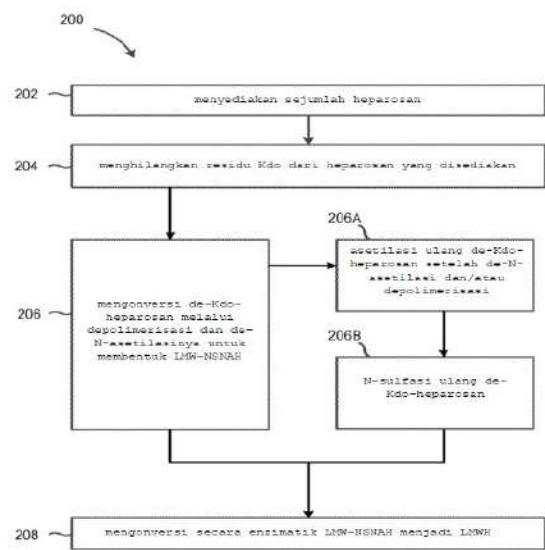 200
202
menyediakan sejumlah heparosan
204
menghilangkan residu Kdo dari heparosan yang disediakan
206A
asetilasi ulang de-Kdo-
heparosan setelah de-N-
asetilasi dan/atau
depolimerisasi
206
mengonversi de-Kdo-
heparosan melalui
depolimerisasi dan de-
N-asetilasinya untuk
membentuk LMW-NSNAH
206B
N-sulfasi ulang de-
Kdo-heparosan
208
mengonversi secara ensimatik LMW-NSNAH menjadi LMWH